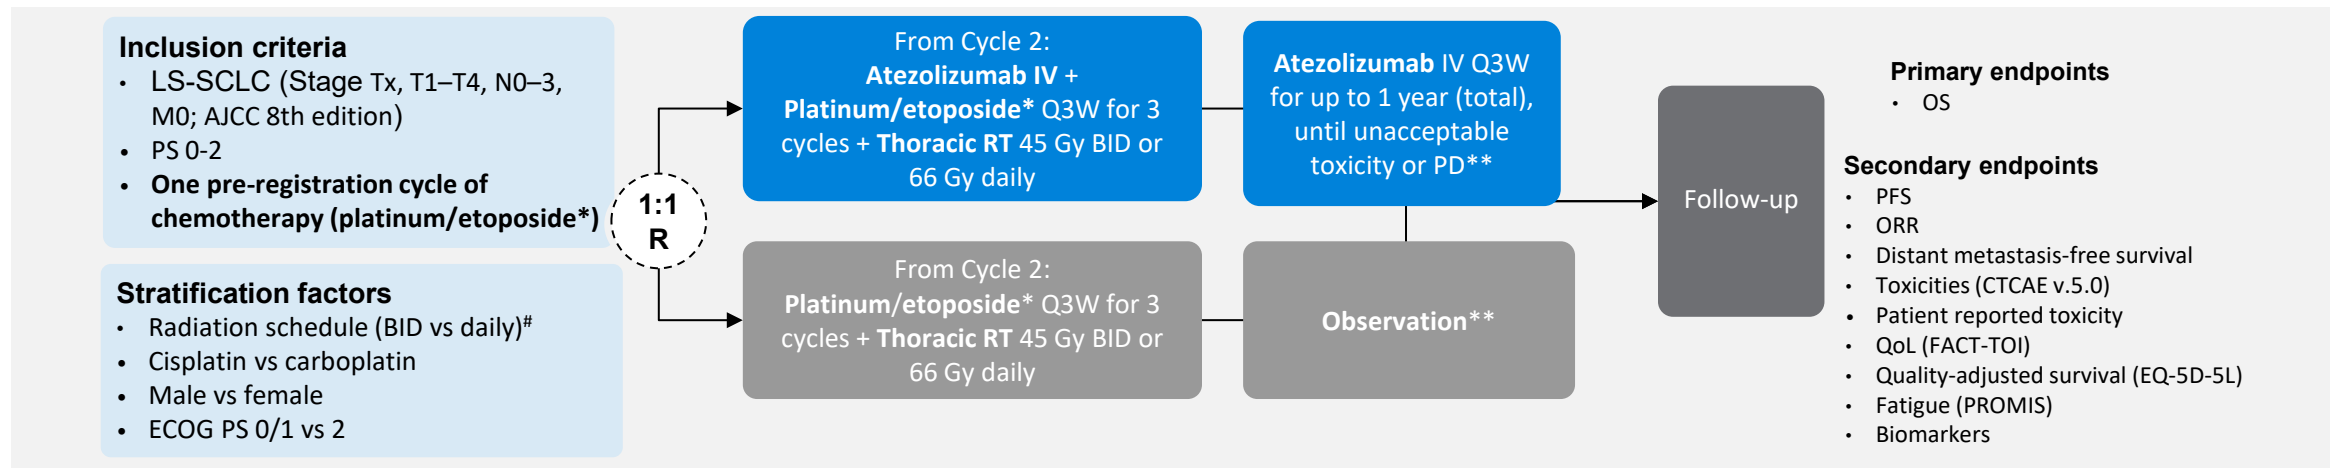 Inclusion criteria
• LS-SCLC (Stage Tx, T1–T4, N0–3,
M0; AJCC 8th edition)
• PS 0-2
• One pre-registration cycle of
chemotherapy (platinum/etoposide*)
Stratification factors
• Radiation schedule (BID vs daily)#
• Cisplatin vs carboplatin
• Male vs female
• ECOG PS 0/1 vs 2
1:1
R
From Cycle 2:
Atezolizumab IV +
Platinum/etoposide* Q3W for 3
cycles + Thoracic RT 45 Gy BID or
66 Gy daily
Atezolizumab IV Q3W
for up to 1 year (total),
until unacceptable
toxicity or PD**
From Cycle 2:
Platinum/etoposide* Q3W for 3
cycles + Thoracic RT 45 Gy BID or
66 Gy daily
Observation**
Follow-up
Primary endpoints
• OS
Secondary endpoints
• PFS
• ORR
• Distant metastasis-free survival
• Toxicities (CTCAE v.5.0)
• Patient reported toxicity
• QoL (FACT-TOI)
• Quality-adjusted survival (EQ-5D-5L)
• Fatigue (PROMIS)
• Biomarkers